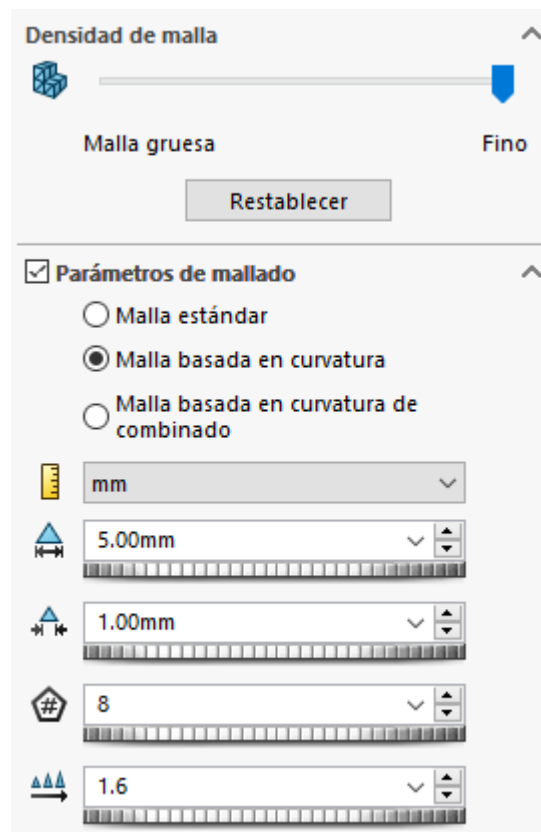 Densidad de malla
Malla gruesa Fino
Restablecer
Parámetros de mallado
Malla estándar
Malla basada en curvatura
Malla basada en curvatura de
combinado
mm
5.00mm
1.00mm
#
8
1.6